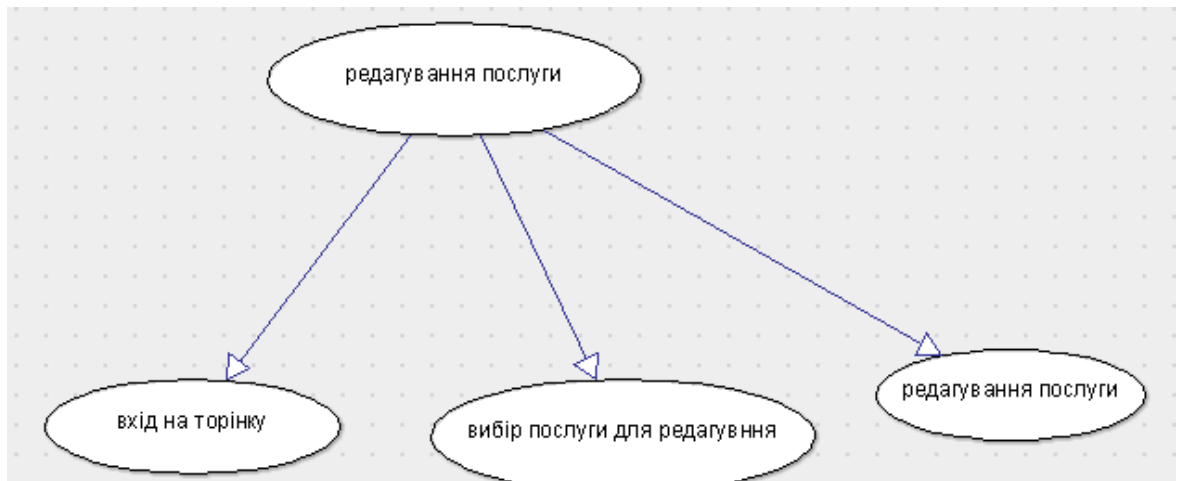 редагування послуги
редагування послуги
вхід на торінку
вибір послуги для редагувння